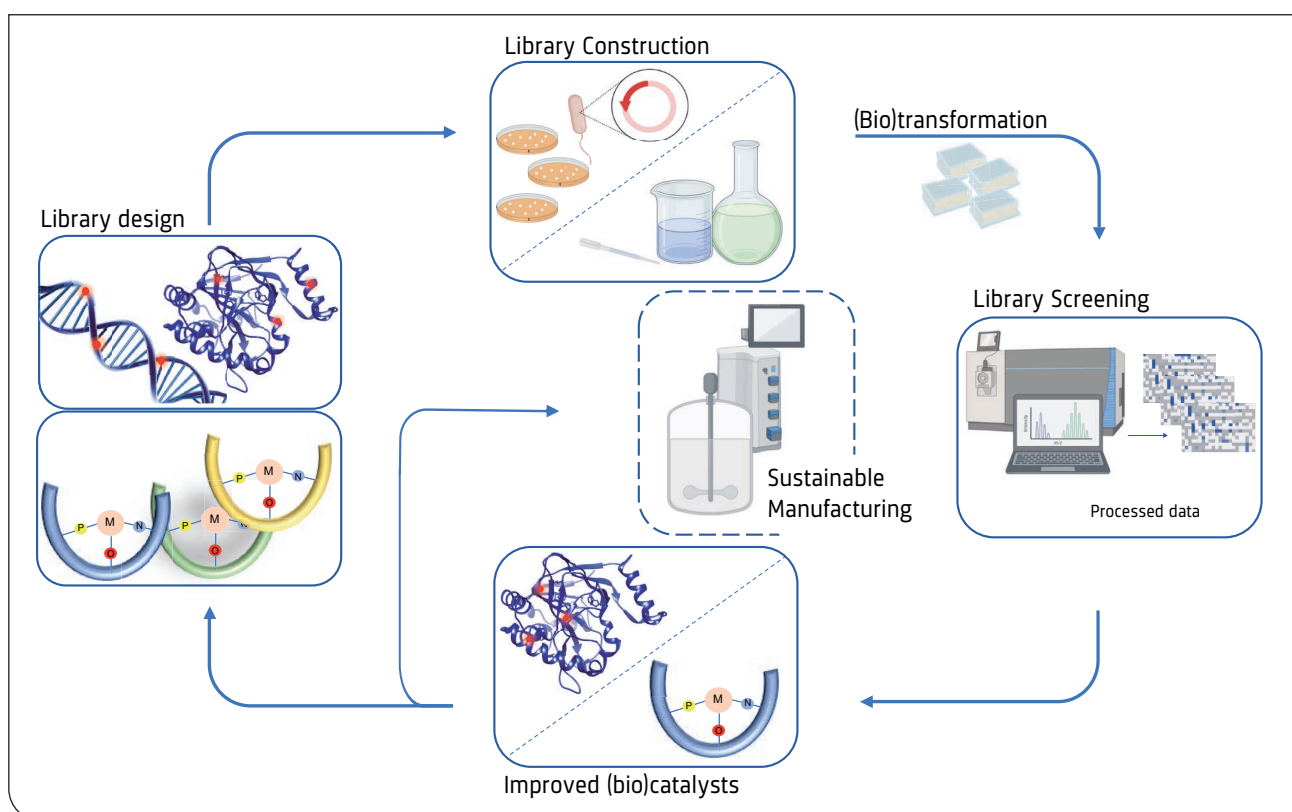 Library Construction
(Bio)transformation
Library design
Library Screening
Processed data
Sustainable
Manufacturing
P M N O
P M O
P M N O
P M N O
Improved (bio)catalysts